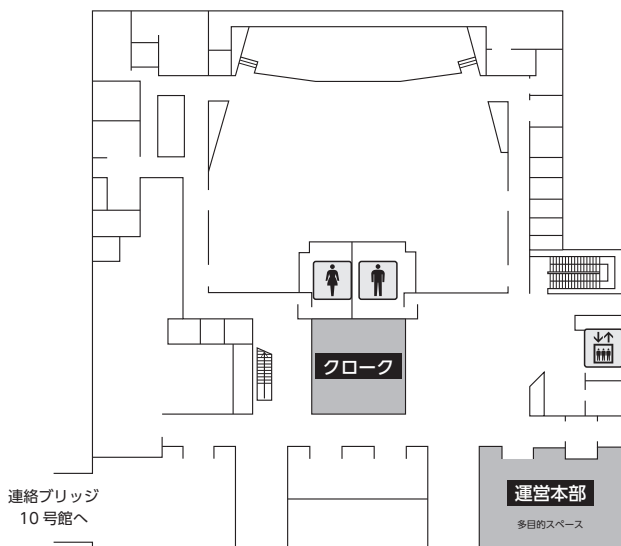 クローク
連絡ブリッジ
10 号館へ
運営本部
多目的スペース